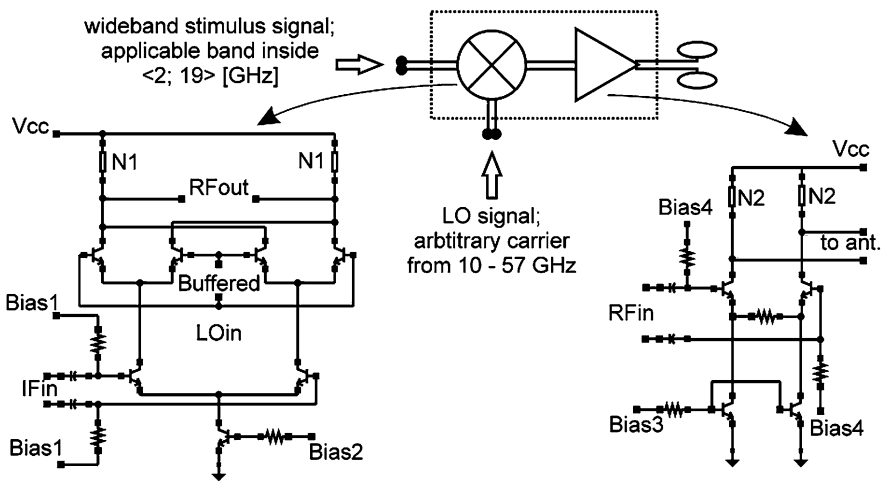 wideband stimulus signal;
applicable band inside
<2; 19> [GHz]
Vcc
N1
N1
RFout
LO signal;
arbtitrary carrier
from 10 - 57 GHz
Vcc
N2
N2
Bias4
to ant.
Buffered
LOin
Bias1
RFin
IFin
Bias1
Bias2
Bias3
Bias4